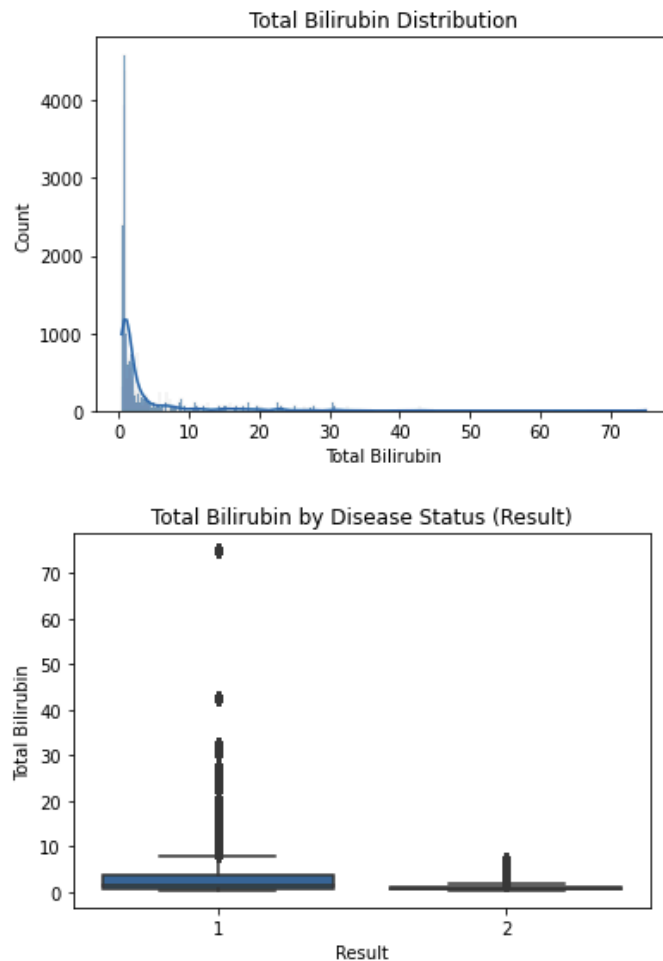 Total Bilirubin Distribution
4000
3000
2000
1000
0
Count
0 10 20 30 40 50 60 70
Total Bilirubin
Total Bilirubin by Disease Status (Result)
70
60
50
40
30
20
10
0
Total Bilirubin
1 2
Result